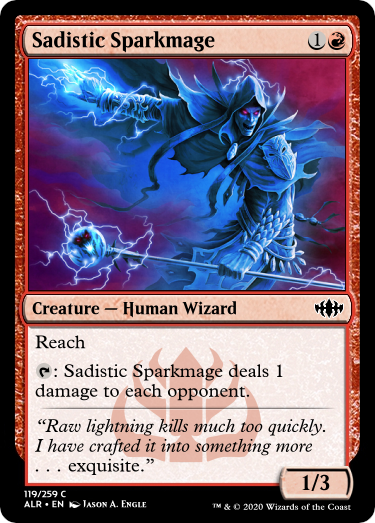 Sadistic Sparkmage 1
Creature — Human Wizard
Reach
: Sadistic Sparkmage deals 1
damage to each opponent.
“Raw lightning kills much too quickly.
I have crafted it into something more
. . . exquisite.”
1/3
119/259 C
ALR • EN Jason A. Engle
™ & © 2020 Wizards of the Coast